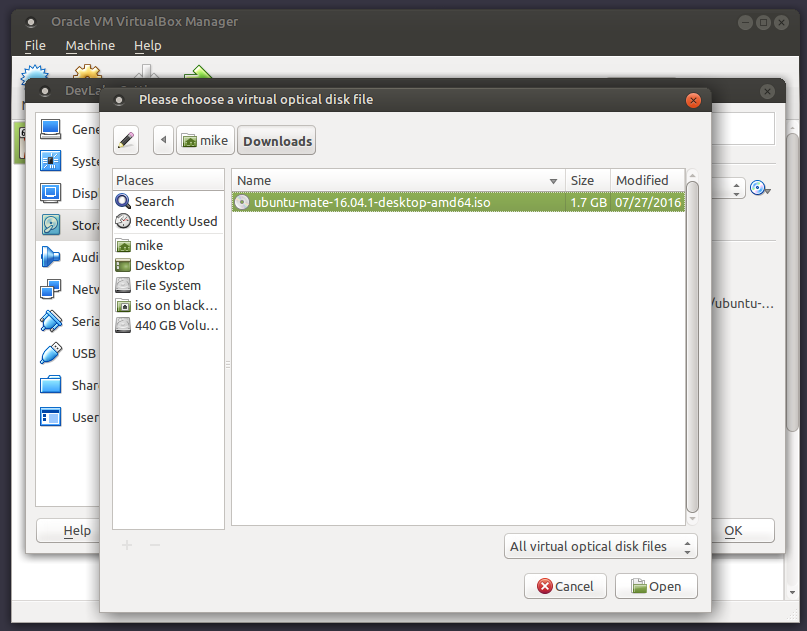 Oracle VM VirtualBox Manager
File Machine Help
Please choose a virtual optical disk file
mike Downloads
Places
Search
Recently Used
mike
Desktop
File System
iso on black...
440 GB Volu...
Name Size Modified
ubuntu-mate-16.04.1-desktop-amd64.iso 1.7 GB 07/27/2016
Gene
Syste
Disp
Stora
Audi
Netw
Seria
USB
Shar
User
/ubuntu-...
All virtual optical disk files
Cancel Open
Help
OK